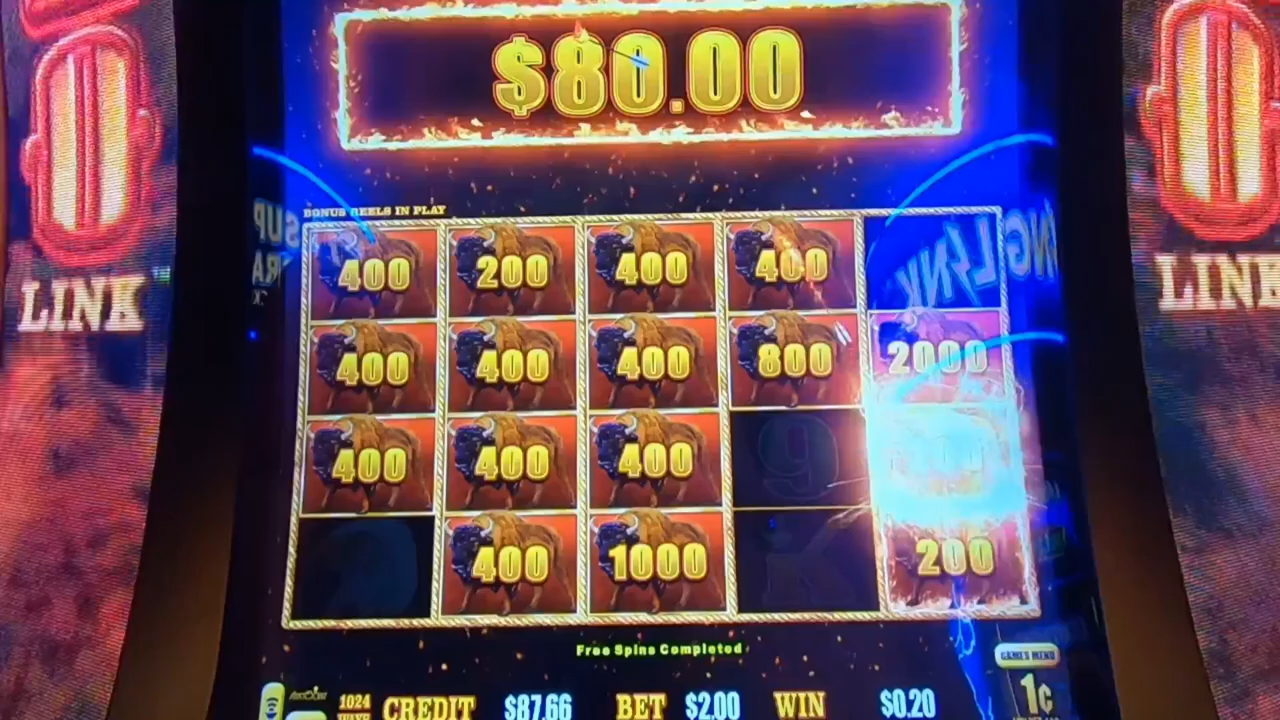 $80.00
LINK
LINK
BONUS REELS IN PLAY
400 200 400 400
400 400 400 800 2000
400 400 400 9
400 1000 K 200
Free Spins Completed
GAMES MENU
1024 WAYS CREDIT $87.66 BET $2.00 WIN $0.20 1¢